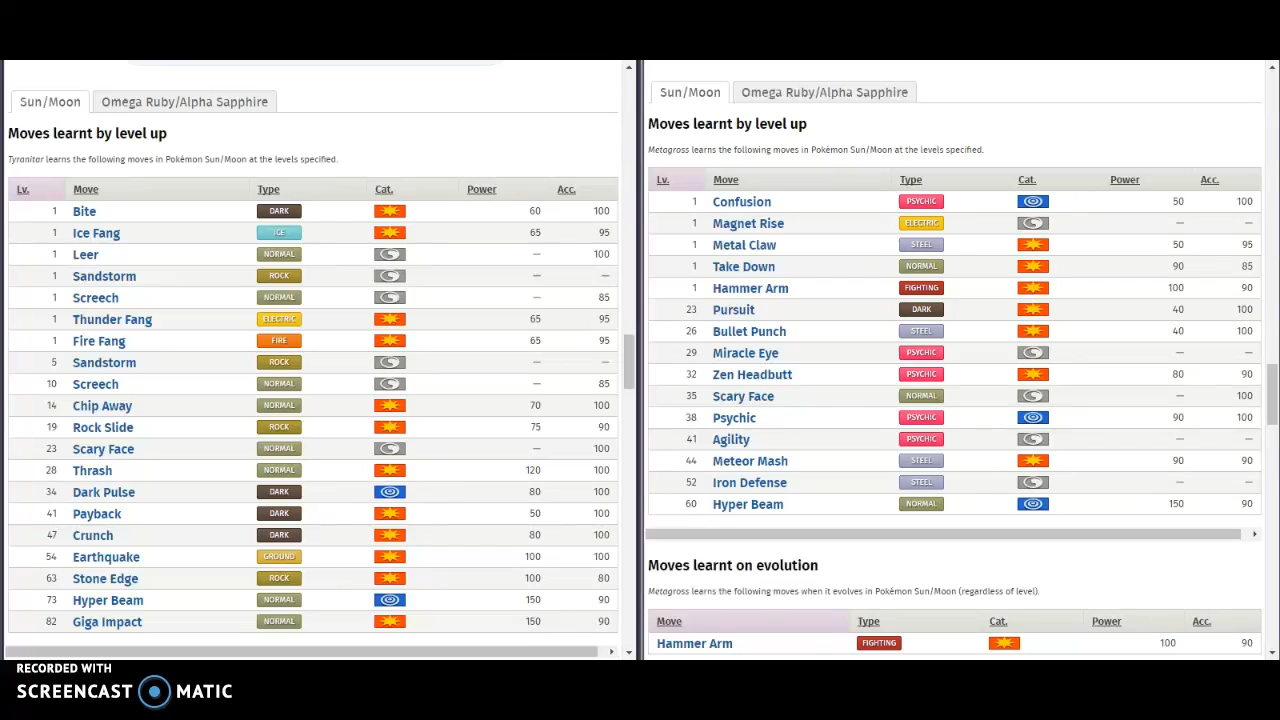 Sun/Moon Omega Ruby/Alpha Sapphire
Moves learnt by level up
Tyranitar learns the following moves in Pokémon Sun/Moon at the levels specified.
Lv. Move Type Cat. Power Acc.
1 Bite DARK 60 100
1 Ice Fang ICE 65 95
1 Leer NORMAL — 100
1 Sandstorm ROCK — —
1 Screech NORMAL — 85
1 Thunder Fang ELECTRIC 65 95
1 Fire Fang FIRE 65 95
5 Sandstorm ROCK — —
10 Screech NORMAL — 85
14 Chip Away NORMAL 70 100
19 Rock Slide ROCK 75 90
23 Scary Face NORMAL — 100
28 Thrash NORMAL 120 100
34 Dark Pulse DARK 80 100
41 Payback DARK 50 100
47 Crunch DARK 80 100
54 Earthquake GROUND 100 100
63 Stone Edge ROCK 100 80
73 Hyper Beam NORMAL 150 90
82 Giga Impact NORMAL 150 90
Sun/Moon Omega Ruby/Alpha Sapphire
Moves learnt by level up
Metagross learns the following moves in Pokémon Sun/Moon at the levels specified.
Lv. Move Type Cat. Power Acc.
1 Confusion PSYCHIC 50 100
1 Magnet Rise ELECTRIC — —
1 Metal Claw STEEL 50 95
1 Take Down NORMAL 90 85
1 Hammer Arm FIGHTING 100 90
23 Pursuit DARK 40 100
26 Bullet Punch STEEL 40 100
29 Miracle Eye PSYCHIC — —
32 Zen Headbutt PSYCHIC 80 90
35 Scary Face NORMAL — 100
38 Psychic PSYCHIC 90 100
41 Agility PSYCHIC — —
44 Meteor Mash STEEL 90 90
52 Iron Defense STEEL — —
60 Hyper Beam NORMAL 150 90
Moves learnt on evolution
Metagross learns the following moves when it evolves in Pokémon Sun/Moon (regardless of level).
Move Type Cat. Power Acc.
Hammer Arm FIGHTING 100 90
RECORDED WITH
SCREENCAST MATIC